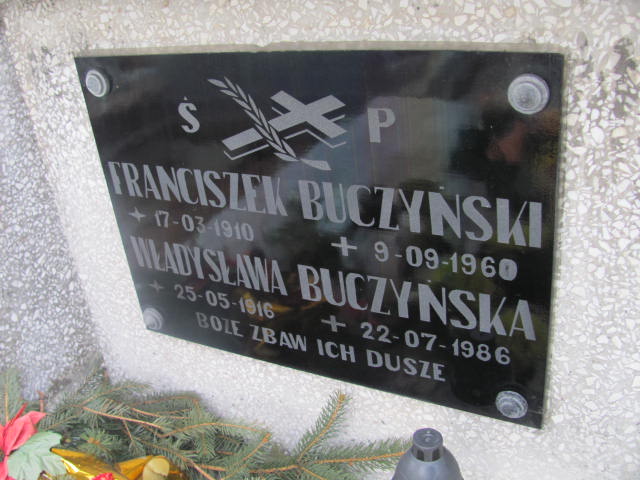 Ś P
FRANCISZEK BUCZYŃSKI
+ 17-03-1910 + 9-09-1960
WŁADYSŁAWA BUCZYŃSKA
+ 25-05-1916 + 22-07-1986
BOŻE ZBAW ICH DUSZE